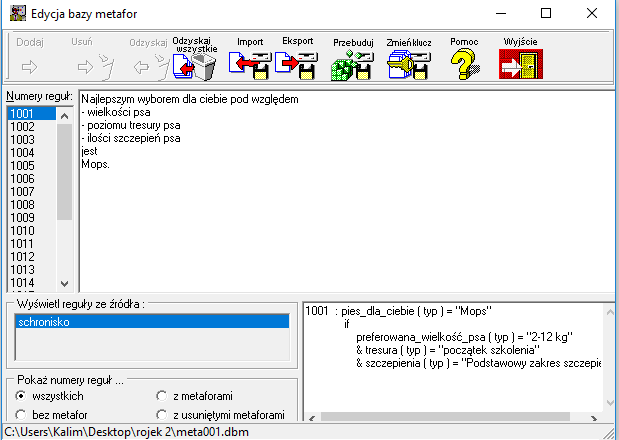 Edycja bazy metafor
Dodaj Usuń Odzyskaj Odzyskaj wszystkie Import Eksport Przebuduj Zmień klucz Pomoc Wyjście
Numery reguł:
1001
1002
1003
1004
1005
1006
1007
1008
1009
1010
1011
1012
1013
1014
Najlepszym wyborem dla ciebie pod względem
- wielkości psa
- poziomu tresury psa
- ilości szczepień psa
jest
Mops.
Wyświetl reguły ze źródła :
schronisko
Pokaż numery reguł ...
wszystkich z metaforami
bez metafor z usuniętymi metaforami
1001 : pies_dla_ciebie ( typ ) = "Mops"
if
preferowana_wielkość_psa ( typ ) = "2-12 kg"
& tresura ( typ ) = "początek szkolenia"
& szczepienia ( typ ) = "Podstawowy zakres szczepie
C:\Users\Kalim\Desktop\rojek 2\meta001.dbm